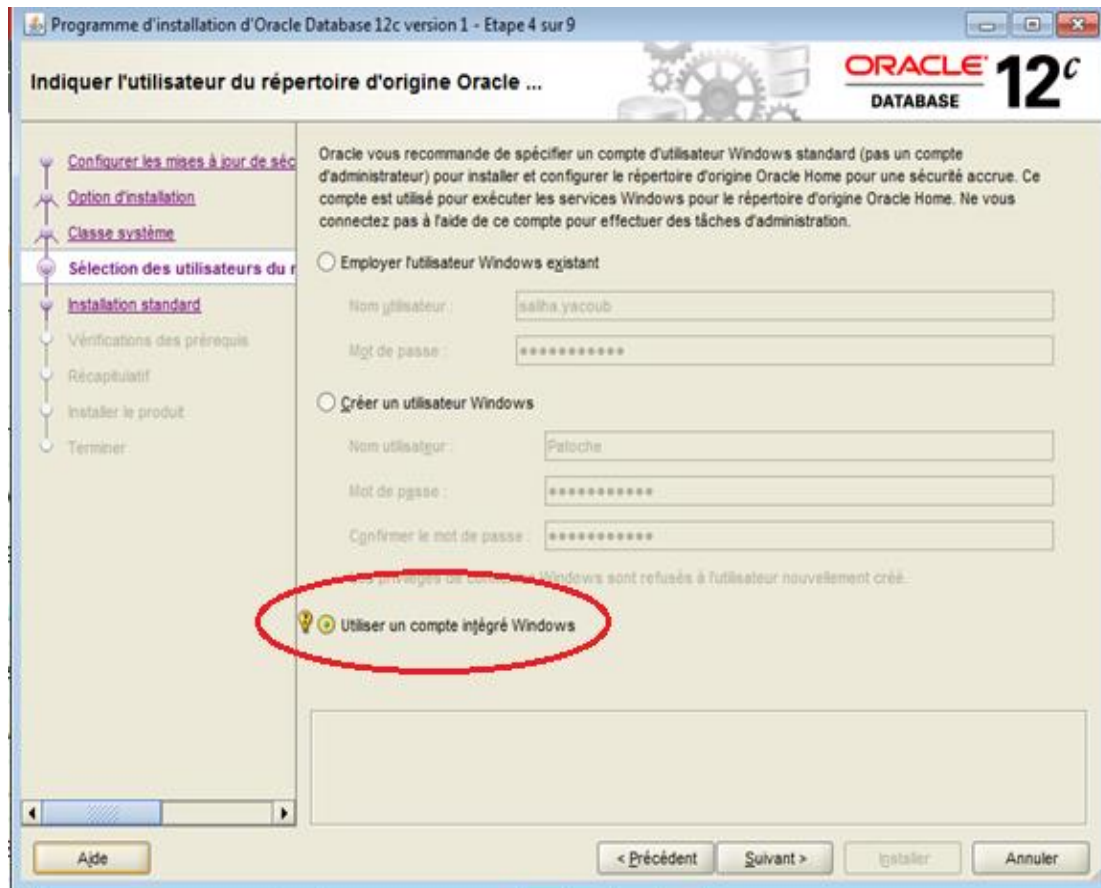 Programme d'installation d'Oracle Database 12c version 1 - Etape 4 sur 9
Indiquer l'utilisateur du répertoire d'origine Oracle ...
ORACLE
DATABASE
12c
Configurer les mises à jour de séc
Option d'installation
Classe système
Sélection des utilisateurs du r
Installation standard
Vérifications des prérequis
Récapitulatif
Installer le produit
Terminer
Oracle vous recommande de spécifier un compte d'utilisateur Windows standard (pas un compte
d'administrateur) pour installer et configurer le répertoire d'origine Oracle Home pour une sécurité accrue. Ce
compte est utilisé pour exécuter les services Windows pour le répertoire d'origine Oracle Home. Ne vous
connectez pas à l'aide de ce compte pour effectuer des tâches d'administration.
Employer l'utilisateur Windows existant
Nom utilisateur :
saliha.yacoub
Mot de passe :
Créer un utilisateur Windows
Nom utilisateur :
Patoche
Mot de passe :
Confirmer le mot de passe :
privilèges de Windows sont refusés à l'utilisateur nouvellement créé.
Utiliser un compte intégré Windows
Aide
< Précédent
Suivant >
Installer
Annuler